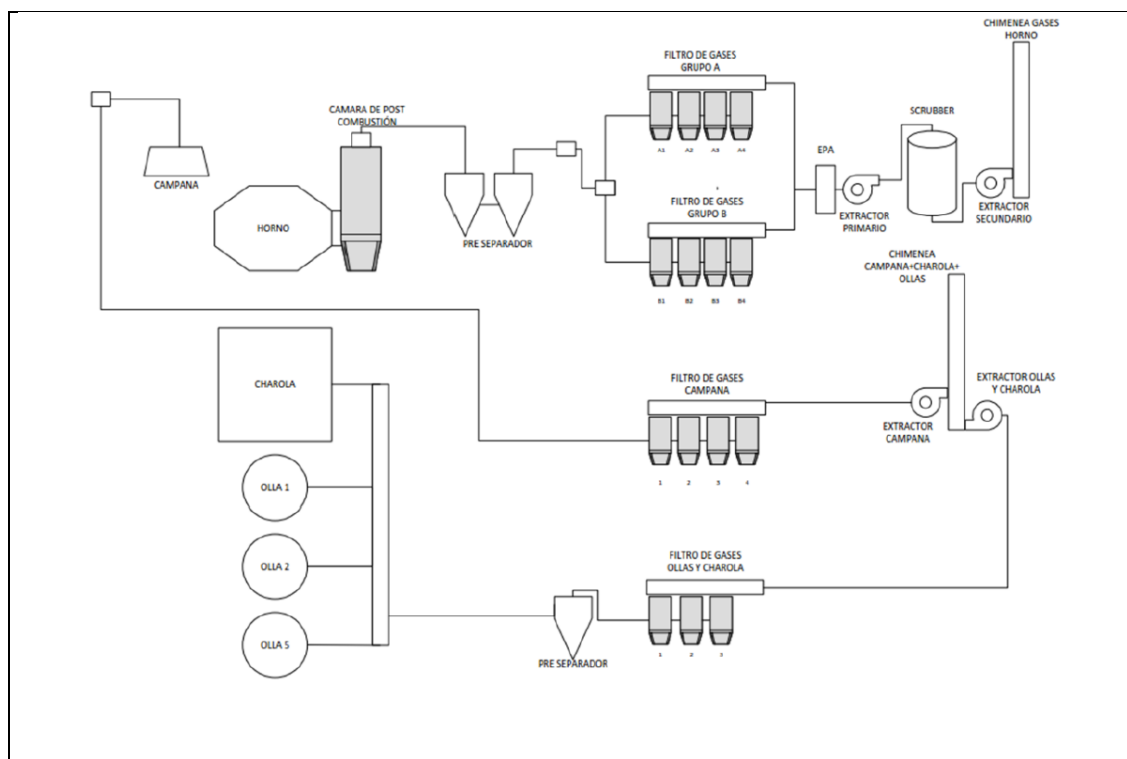 CHIMENEA GASES
HORNO
FILTRO DE GASES
GRUPO A
CAMARA DE POST
COMBUSTIÓN
SCRUBBER
A1
A2
A3
A4
EPA
CAMPANA
HORNO
PRE SEPARADOR
FILTRO DE GASES
GRUPO B
EXTRACTOR
PRIMARIO
EXTRACTOR
SECUNDARIO
B1
B2
B3
B4
CHIMENEA
CAMPANA+CHAROLA+
OLLAS
CHAROLA
FILTRO DE GASES
CAMPANA
EXTRACTOR OLLAS
Y CHAROLA
EXTRACTOR
CAMPANA
1
2
3
4
OLLA 1
OLLA 2
FILTRO DE GASES
OLLAS Y CHAROLA
OLLA 5
PRE SEPARADOR
1
2
3